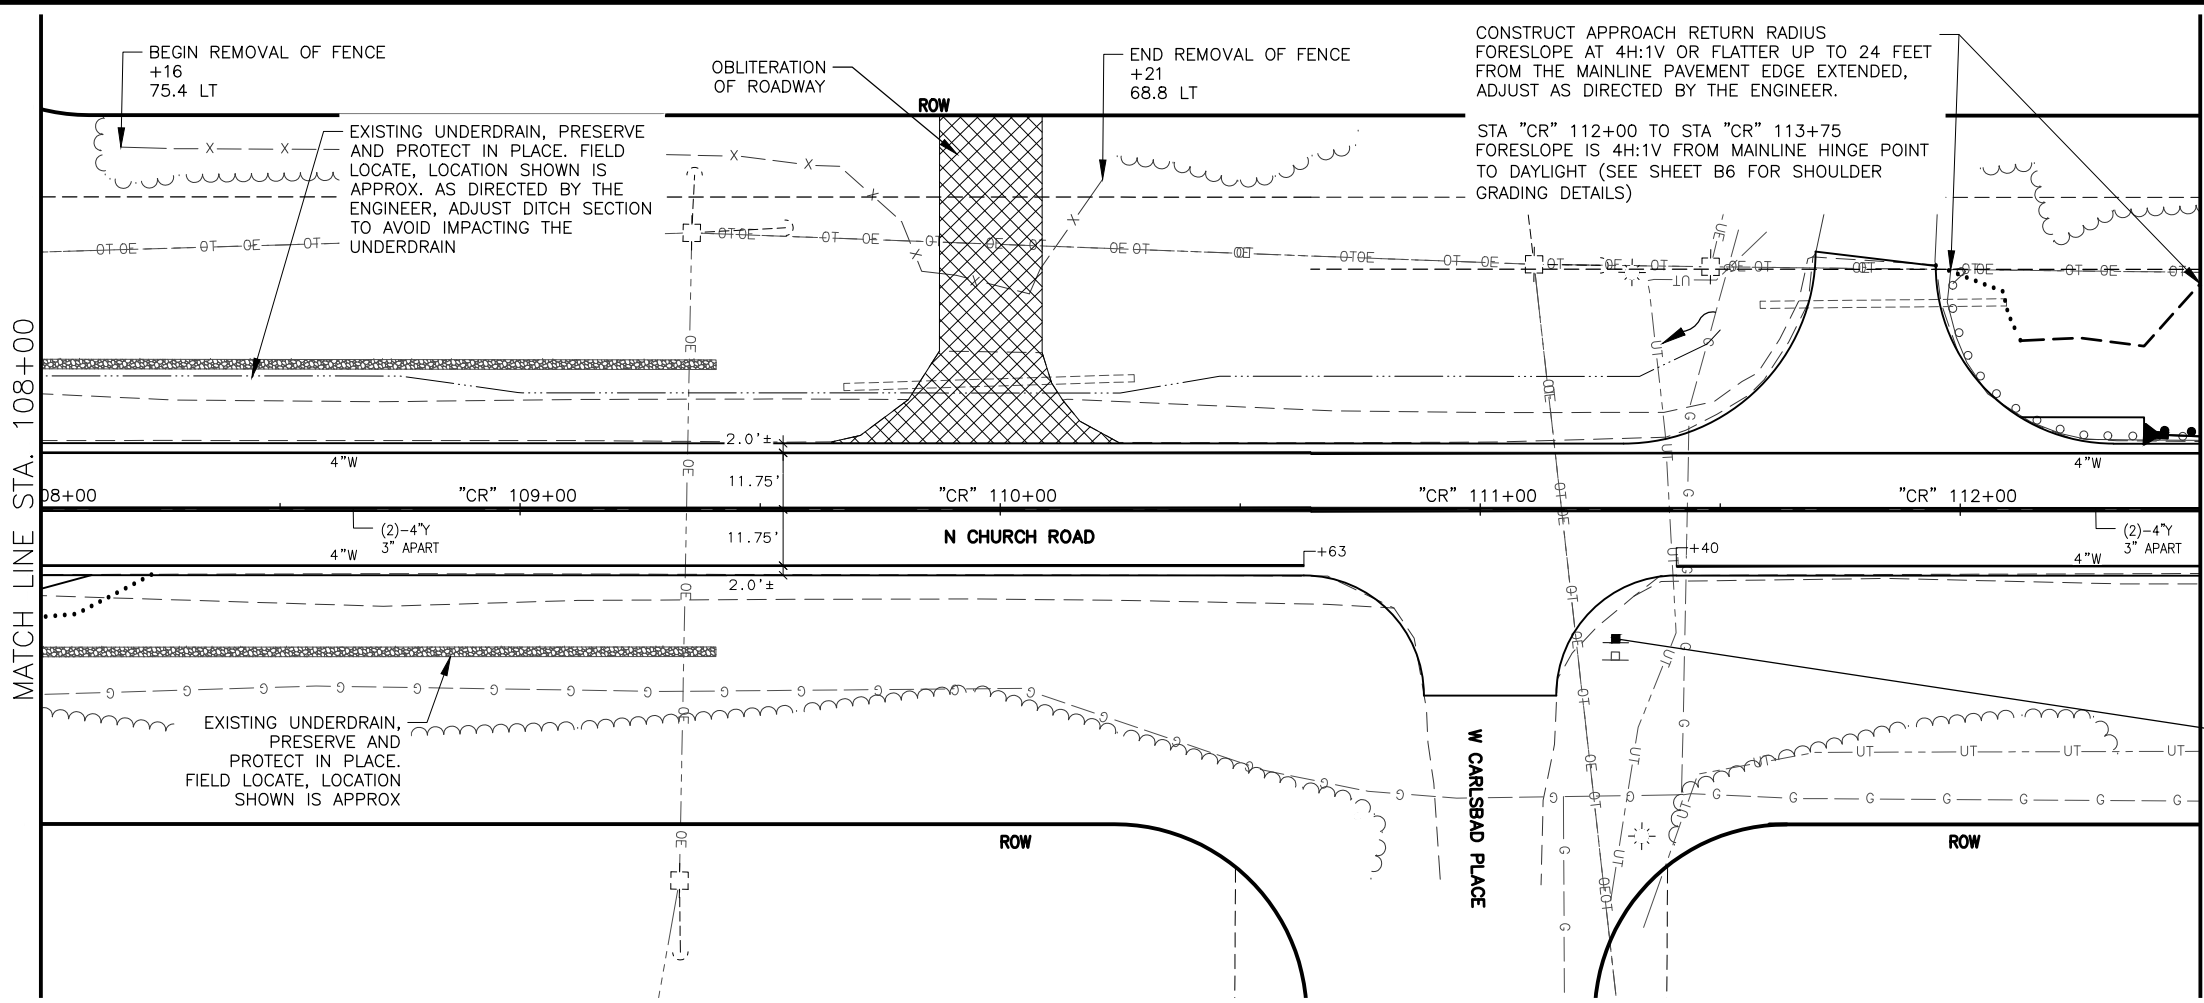 BEGIN REMOVAL OF FENCE
+16
75.4 LT
OBLITERATION
OF ROADWAY
ROW
END REMOVAL OF FENCE
+21
68.8 LT
CONSTRUCT APPROACH RETURN RADIUS
FORESLOPE AT 4H:1V OR FLATTER UP TO 24 FEET
FROM THE MAINLINE PAVEMENT EDGE EXTENDED,
ADJUST AS DIRECTED BY THE ENGINEER.
STA "CR" 112+00 TO STA "CR" 113+75
FORESLOPE IS 4H:1V FROM MAINLINE HINGE POINT
TO DAYLIGHT (SEE SHEET B6 FOR SHOULDER
GRADING DETAILS)
EXISTING UNDERDRAIN, PRESERVE
AND PROTECT IN PLACE. FIELD
LOCATE, LOCATION SHOWN IS
APPROX. AS DIRECTED BY THE
ENGINEER, ADJUST DITCH SECTION
TO AVOID IMPACTING THE
UNDERDRAIN
MATCH LINE STA. 108+00
2.0'±
4"W
4"W
11.75'
08+00
"CR" 109+00
"CR" 110+00
"CR" 111+00
"CR" 112+00
(2)-4"Y
3" APART
11.75'
N CHURCH ROAD
(2)-4"Y
3" APART
4"W
+63
+40
4"W
2.0'±
EXISTING UNDERDRAIN,
PRESERVE AND
PROTECT IN PLACE.
FIELD LOCATE, LOCATION
SHOWN IS APPROX
W CARLSBAD PLACE
ROW
ROW